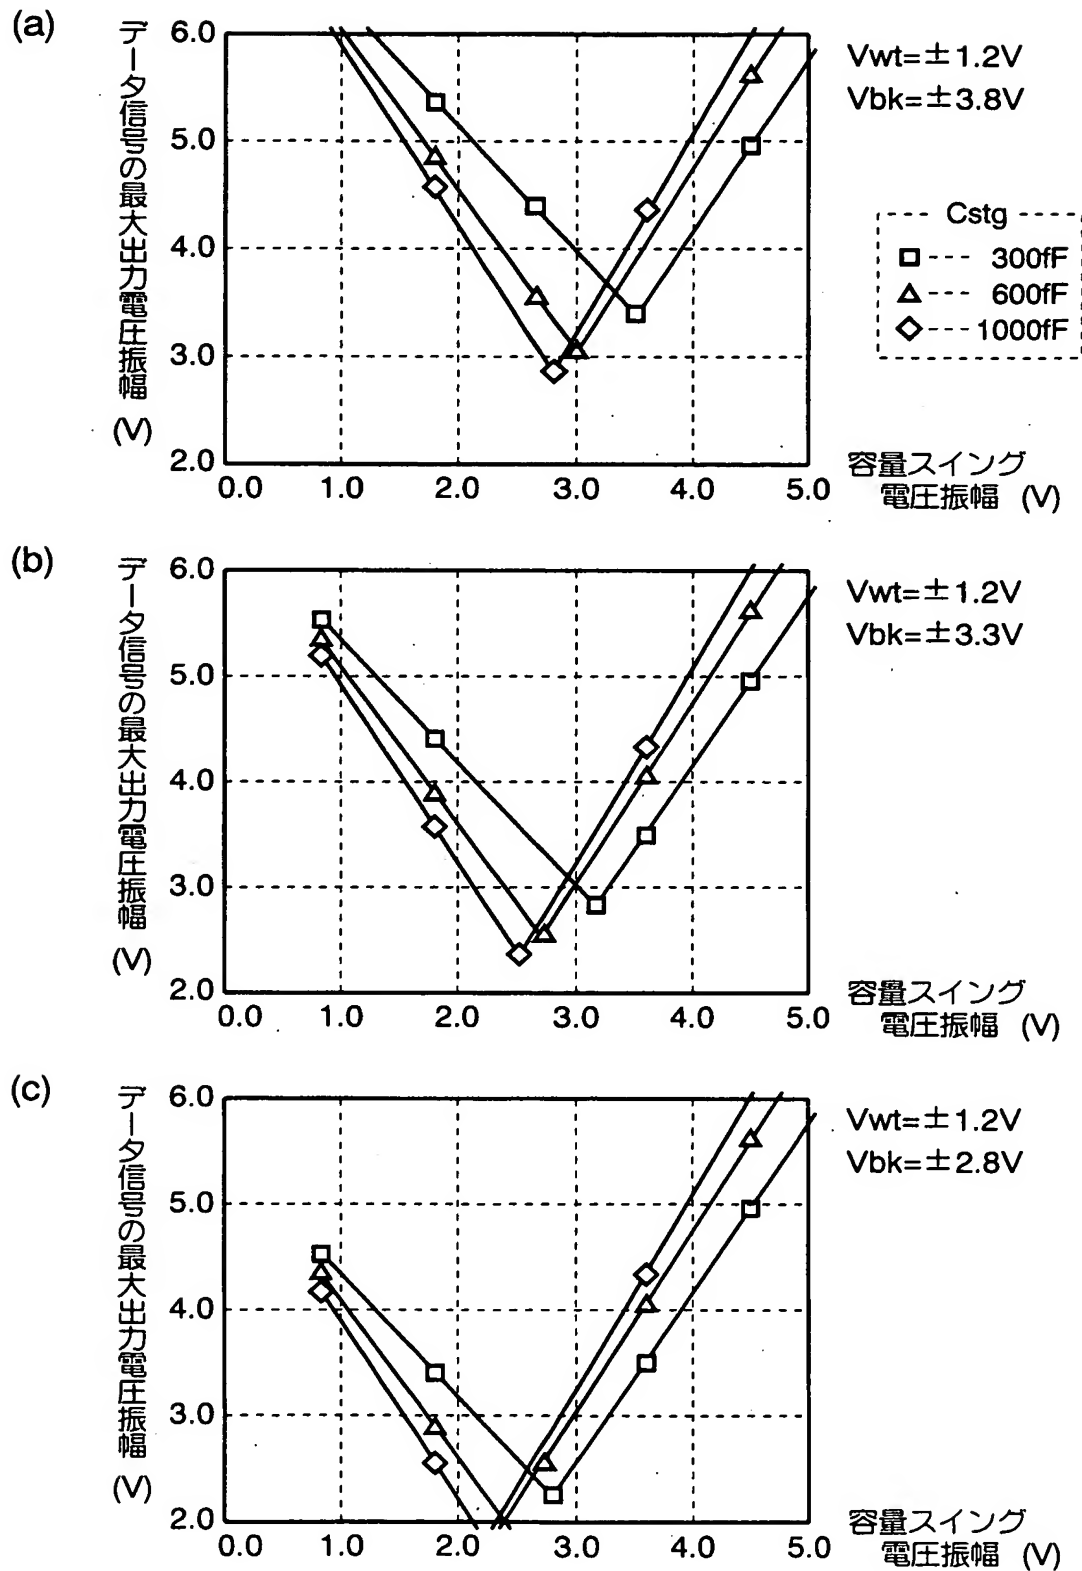 (a)
データ信号の最大出力電圧振幅
(V)
6.0
5.0
4.0
3.0
2.0
0.0 1.0 2.0 3.0 4.0 5.0
容量スイング
電圧振幅 (V)
Vwt=±1.2V
Vbk=±3.8V
Cstg
300fF
600fF
1000fF
(b)
データ信号の最大出力電圧振幅
(V)
6.0
5.0
4.0
3.0
2.0
0.0 1.0 2.0 3.0 4.0 5.0
容量スイング
電圧振幅 (V)
Vwt=±1.2V
Vbk=±3.3V
(c)
データ信号の最大出力電圧振幅
(V)
6.0
5.0
4.0
3.0
2.0
0.0 1.0 2.0 3.0 4.0 5.0
容量スイング
電圧振幅 (V)
Vwt=±1.2V
Vbk=±2.8V